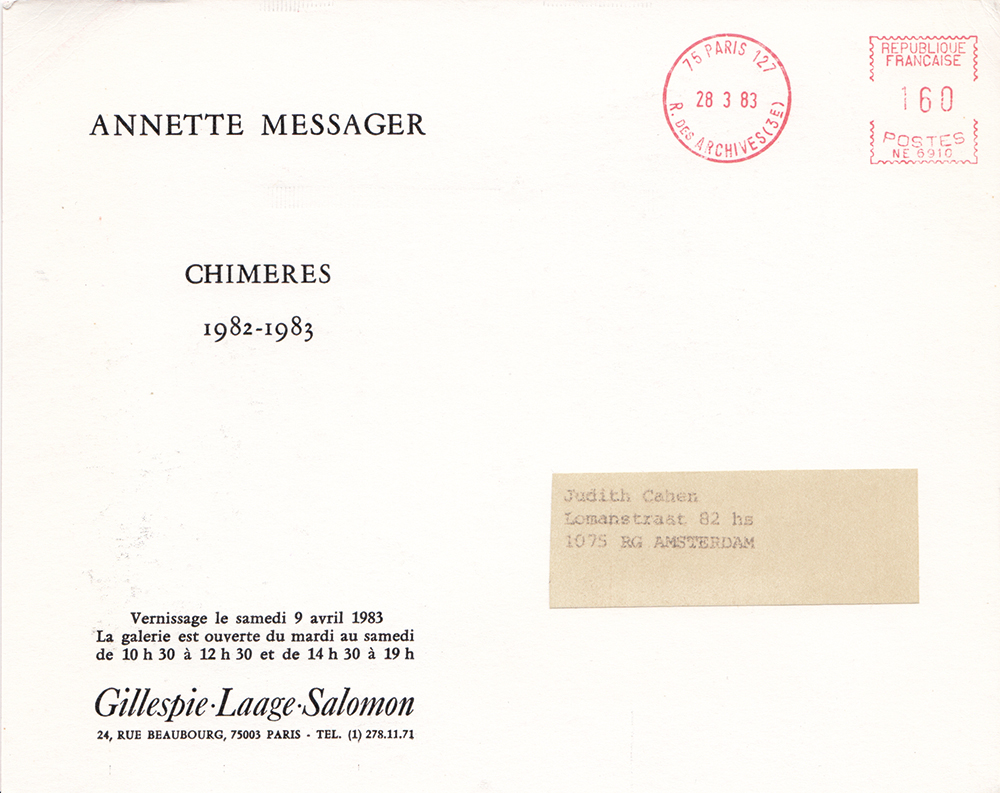 ANNETTE MESSAGER
CHIMERES
1982-1983
Vernissage le samedi 9 avril 1983
La galerie est ouverte du mardi au samedi
de 10 h 30 à 12 h 30 et de 14 h 30 à 19 h
Gillespie·Laage·Salomon
24, RUE BEAUBOURG, 75003 PARIS - TEL. (1) 278.11.71
75 PARIS 127
28 3 83
R. DES ARCHIVES (3E)
REPUBLIQUE
FRANCAISE
160
POSTES
NE 6910
Judith Cahen
Lomanstraat 82 hs
1075 RG AMSTERDAM